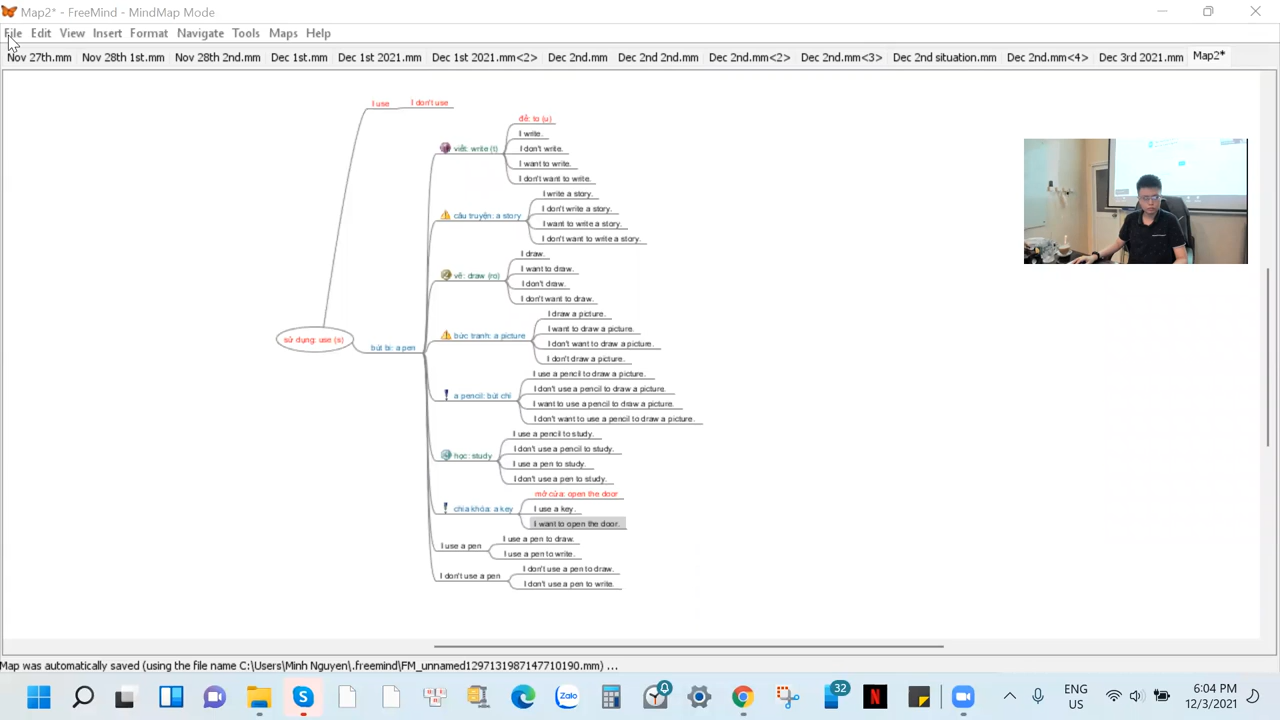 Map2* - FreeMind - MindMap Mode
File Edit View Insert Format Navigate Tools Maps Help
Nov 27th.mm Nov 28th 1st.mm Nov 28th 2nd.mm Dec 1st.mm Dec 1st 2021.mm Dec 1st 2021.mm<2> Dec 2nd.mm Dec 2nd 2nd.mm Dec 2nd.mm<2> Dec 2nd.mm<3> Dec 2nd situation.mm Dec 2nd.mm<4> Dec 3rd 2021.mm Map2*
sử dụng: use (s)
I use
I don't use
bút bi: a pen
viết: write (t)
để: to (u)
I write.
I don't write.
I want to write.
I don't want to write.
câu truyện: a story
I write a story.
I don't write a story.
I want to write a story.
I don't want to write a story.
vẽ: draw (ro)
I draw.
I want to draw.
I don't draw.
I don't want to draw.
bức tranh: a picture
I draw a picture.
I want to draw a picture.
I don't want to draw a picture.
I don't draw a picture.
a pencil: bút chì
I use a pencil to draw a picture.
I don't use a pencil to draw a picture.
I want to use a pencil to draw a picture.
I don't want to use a pencil to draw a picture.
học: study
I use a pencil to study.
I don't use a pencil to study.
I use a pen to study.
I don't use a pen to study.
chìa khóa: a key
mở cửa: open the door
I use a key.
I want to open the door.
I use a pen
I use a pen to draw.
I use a pen to write.
I don't use a pen
I don't use a pen to draw.
I don't use a pen to write.
Map was automatically saved (using the file name C:\Users\Minh Nguyen\.freemind\FM_unnamed1297131987147710190.mm) ...
Zalo
32
ENG
US
6:04 PM
12/3/2021